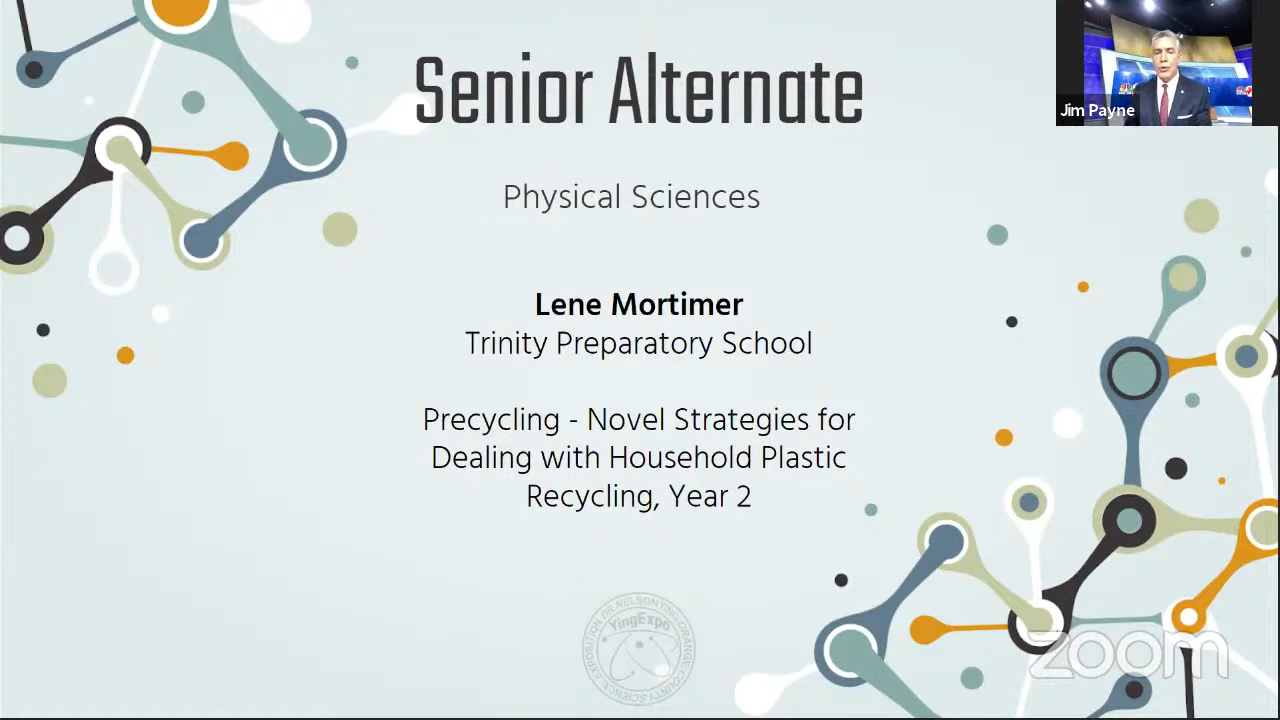 Senior Alternate
Jim Payne
Physical Sciences
Lene Mortimer
Trinity Preparatory School
Precycling - Novel Strategies for
Dealing with Household Plastic
Recycling, Year 2
YingExpo
zoom